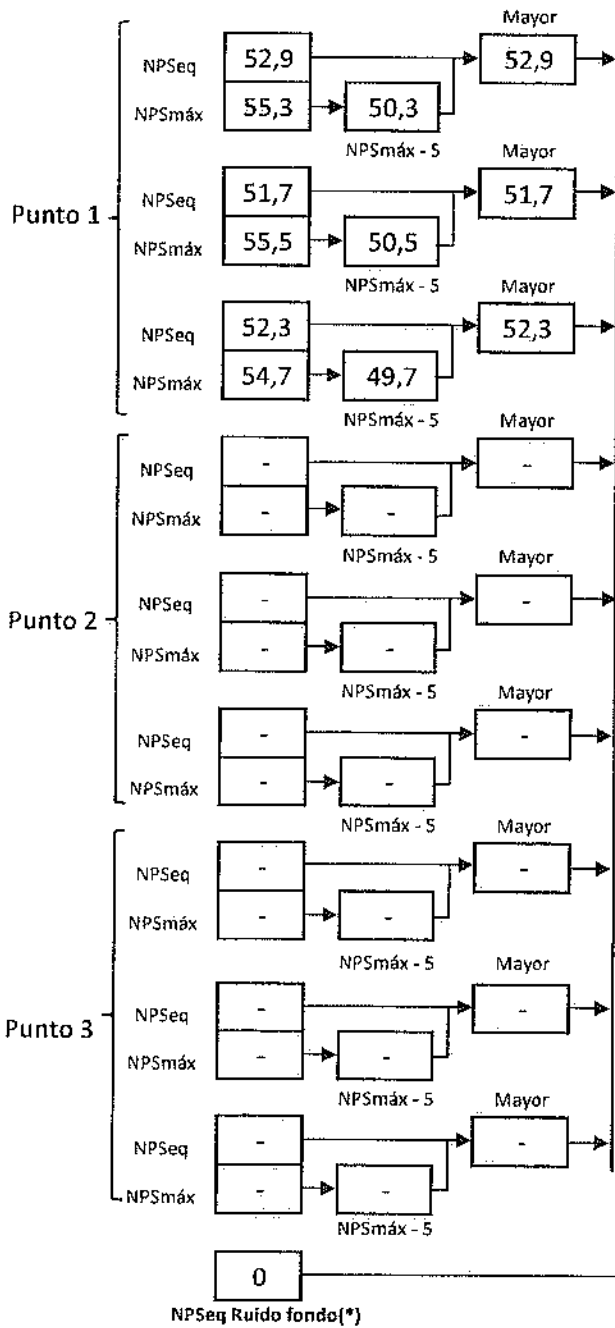 Mayor
NPSeq 52,9 52,9
NPSmáx 55,3 50,3
NPSmáx - 5
Mayor
Punto 1
NPSeq 51,7 51,7
NPSmáx 55,5 50,5
NPSmáx - 5
Mayor
NPSeq 52,3 52,3
NPSmáx 54,7 49,7
NPSmáx - 5
Mayor
NPSeq - -
NPSmáx - -
NPSmáx - 5
Mayor
Punto 2
NPSeq - -
NPSmáx - -
NPSmáx - 5
Mayor
NPSeq - -
NPSmáx - -
NPSmáx - 5
Mayor
NPSeq - -
NPSmáx - -
NPSmáx - 5
Mayor
Punto 3
NPSeq - -
NPSmáx - -
NPSmáx - 5
Mayor
NPSeq - -
NPSmáx - -
NPSmáx - 5
0
NPSeq Ruido fondo(*)